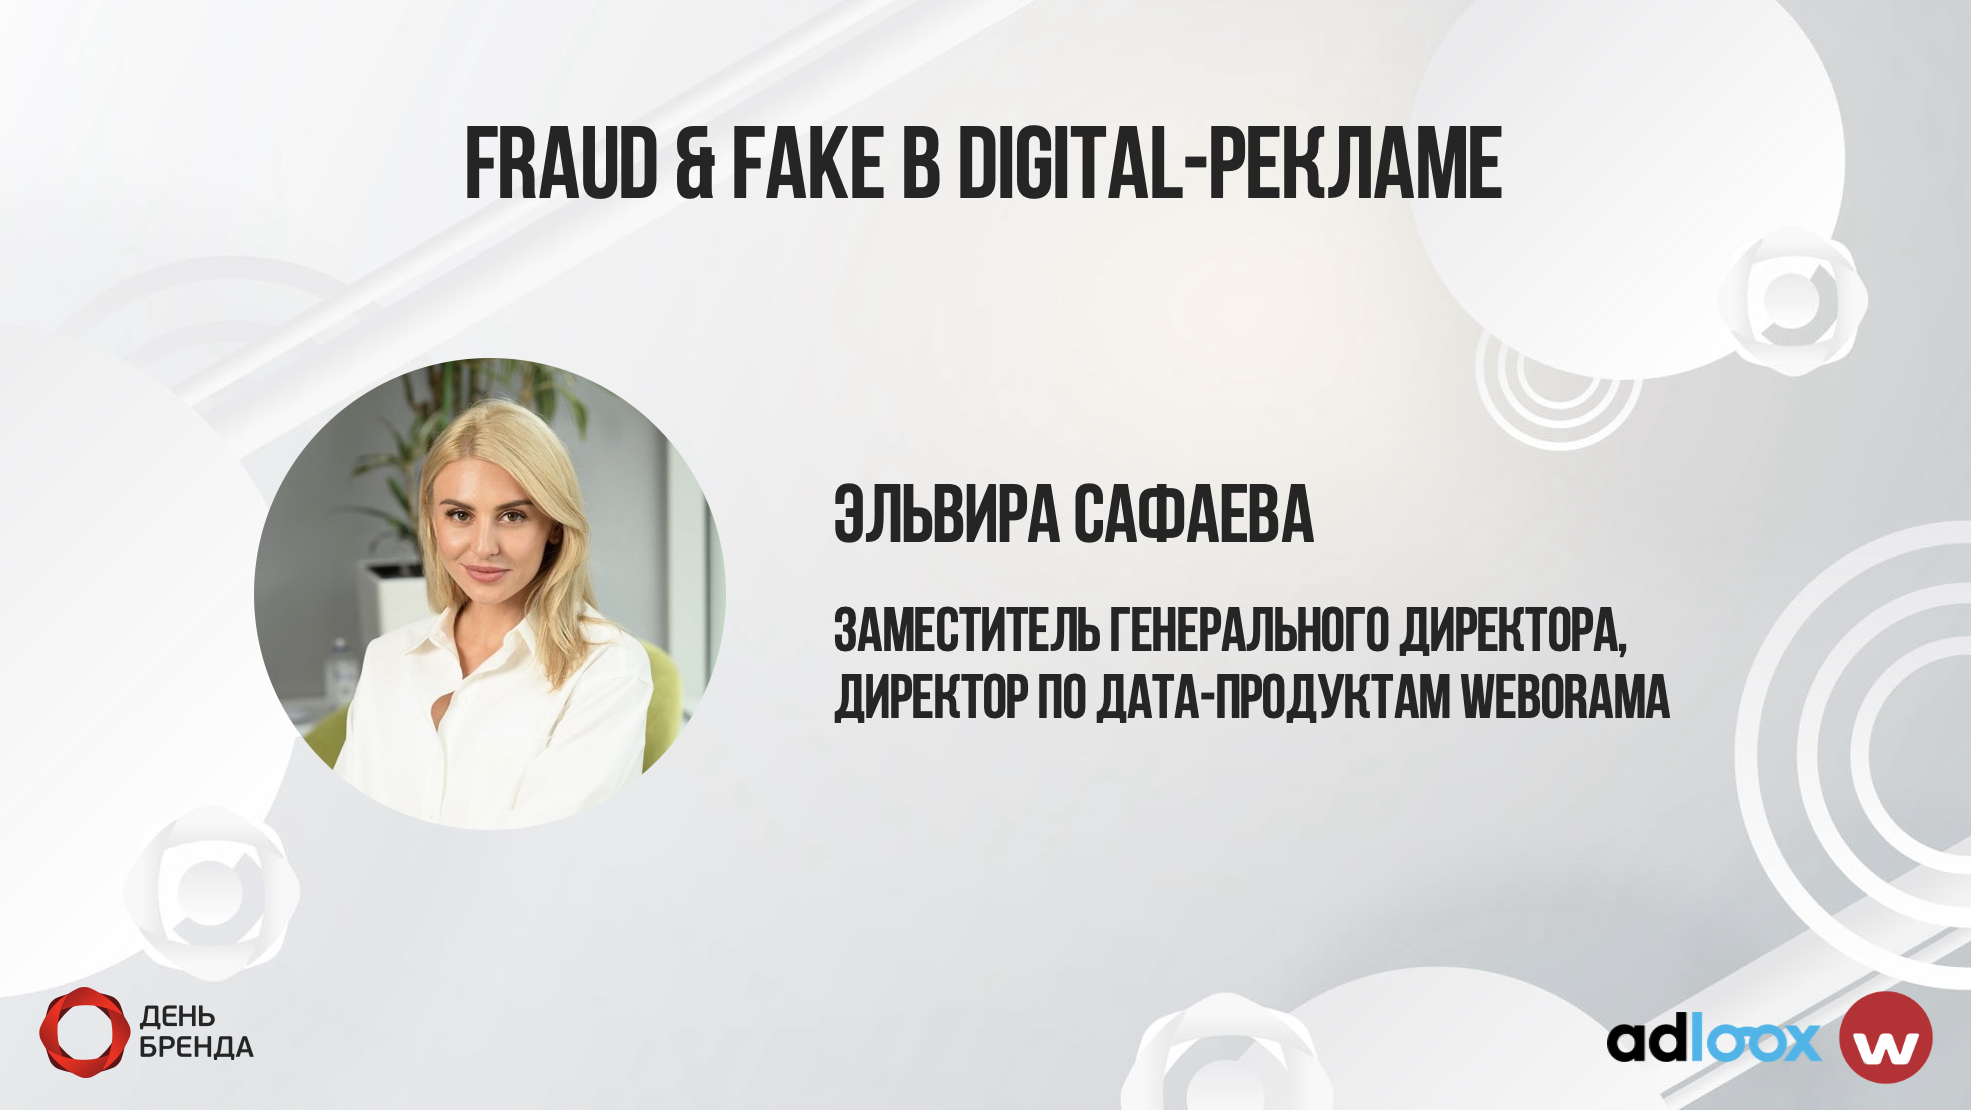 FRAUD & FAKE В DIGITAL-РЕКЛАМЕ
ЭЛЬВИРА САФАЕВА
ЗАМЕСТИТЕЛЬ ГЕНЕРАЛЬНОГО ДИРЕКТОРА,
ДИРЕКТОР ПО ДАТА-ПРОДУКТАМ WEBORAMA
ДЕНЬ
БРЕНДА
adloox
w